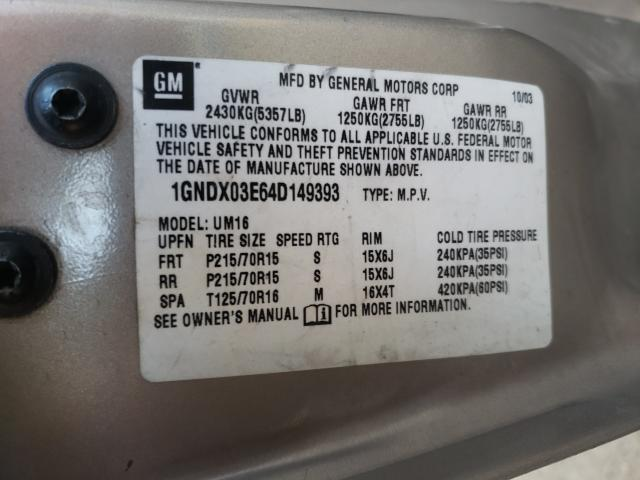 GM
MFD BY GENERAL MOTORS CORP
10/03
GVWR GAWR FRT GAWR RR
2430KG(5357LB) 1250KG(2755LB) 1250KG(2755LB)
THIS VEHICLE CONFORMS TO ALL APPLICABLE U.S. FEDERAL MOTOR
VEHICLE SAFETY AND THEFT PREVENTION STANDARDS IN EFFECT ON
THE DATE OF MANUFACTURE SHOWN ABOVE.
1GNDX03E64D149393 TYPE: M.P.V.
MODEL: UM16
UPFN TIRE SIZE SPEED RTG RIM COLD TIRE PRESSURE
FRT P215/70R15 S 15X6J 240KPA(35PSI)
RR P215/70R15 S 15X6J 240KPA(35PSI)
SPA T125/70R16 M 16X4T 420KPA(60PSI)
SEE OWNER'S MANUAL i FOR MORE INFORMATION.